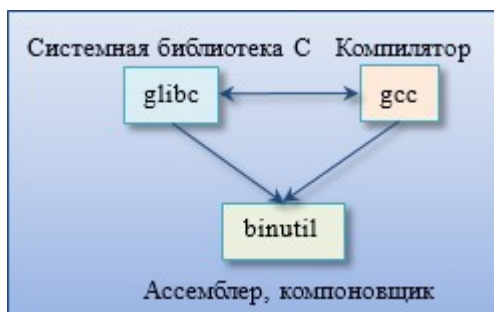 Системная библиотека C Компилятор
glibc gcc
binutil
Ассемблер, компоновщик